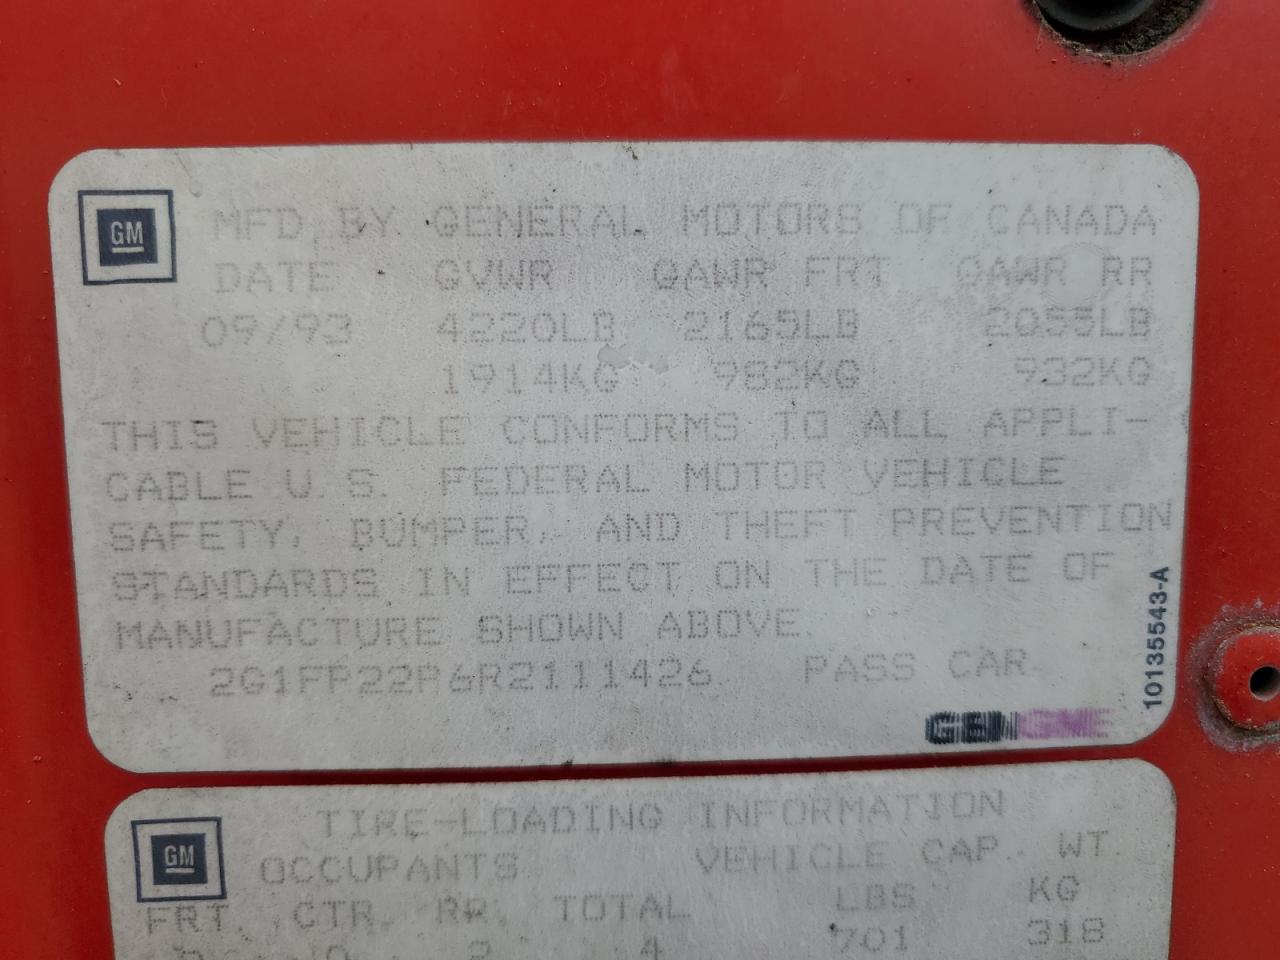 GM
MFD BY GENERAL MOTORS OF CANADA
DATE GVWR GAWR FRT GAWR RR
09/93 4220LB 2165LB 2055LB
1914KG 982KG 932KG
THIS VEHICLE CONFORMS TO ALL APPLI-
CABLE U.S. FEDERAL MOTOR VEHICLE
SAFETY, BUMPER, AND THEFT PREVENTION
STANDARDS IN EFFECT ON THE DATE OF
MANUFACTURE SHOWN ABOVE.
2G1FP22P6R2111426 PASS CAR
10135543-A
GM
TIRE-LOADING INFORMATION
OCCUPANTS VEHICLE CAP. WT.
FRT. CTR. RR. TOTAL LBS KG
0 2 4 701 318